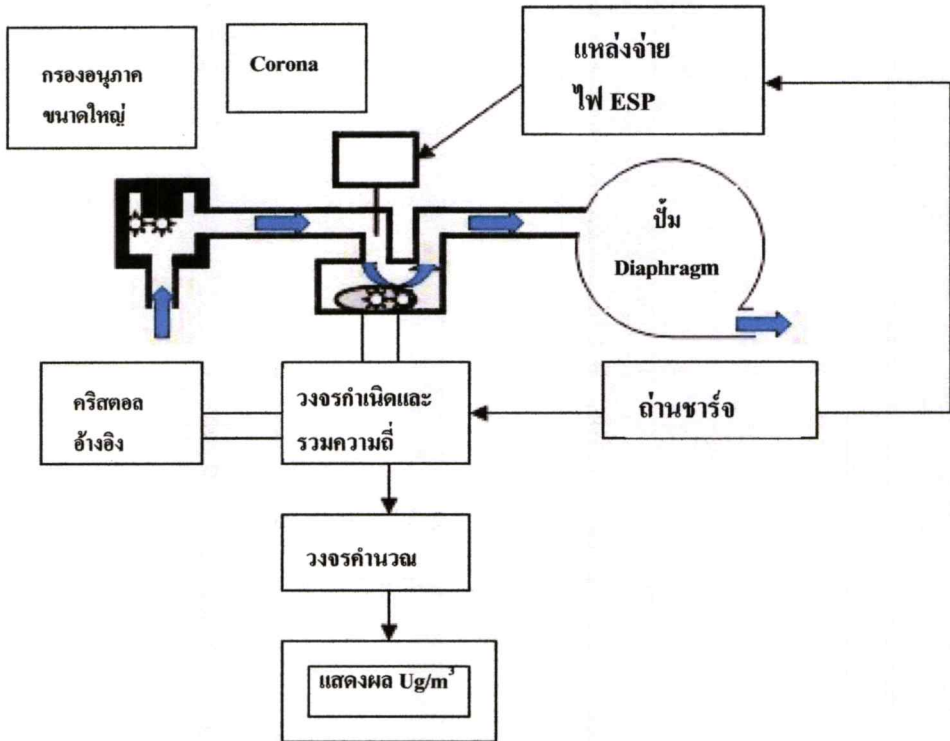 กรองอนุภาค
ขนาดใหญ่
Corona
แหล่งจ่าย
ไฟ ESP
ปั๊ม
Diaphragm
คริสตอล
อ้างอิง
วงจรกำเนิดและ
รวมความถี่
ถ่านชาร์จ
วงจรคำนวณ
แสดงผล Ug/m³